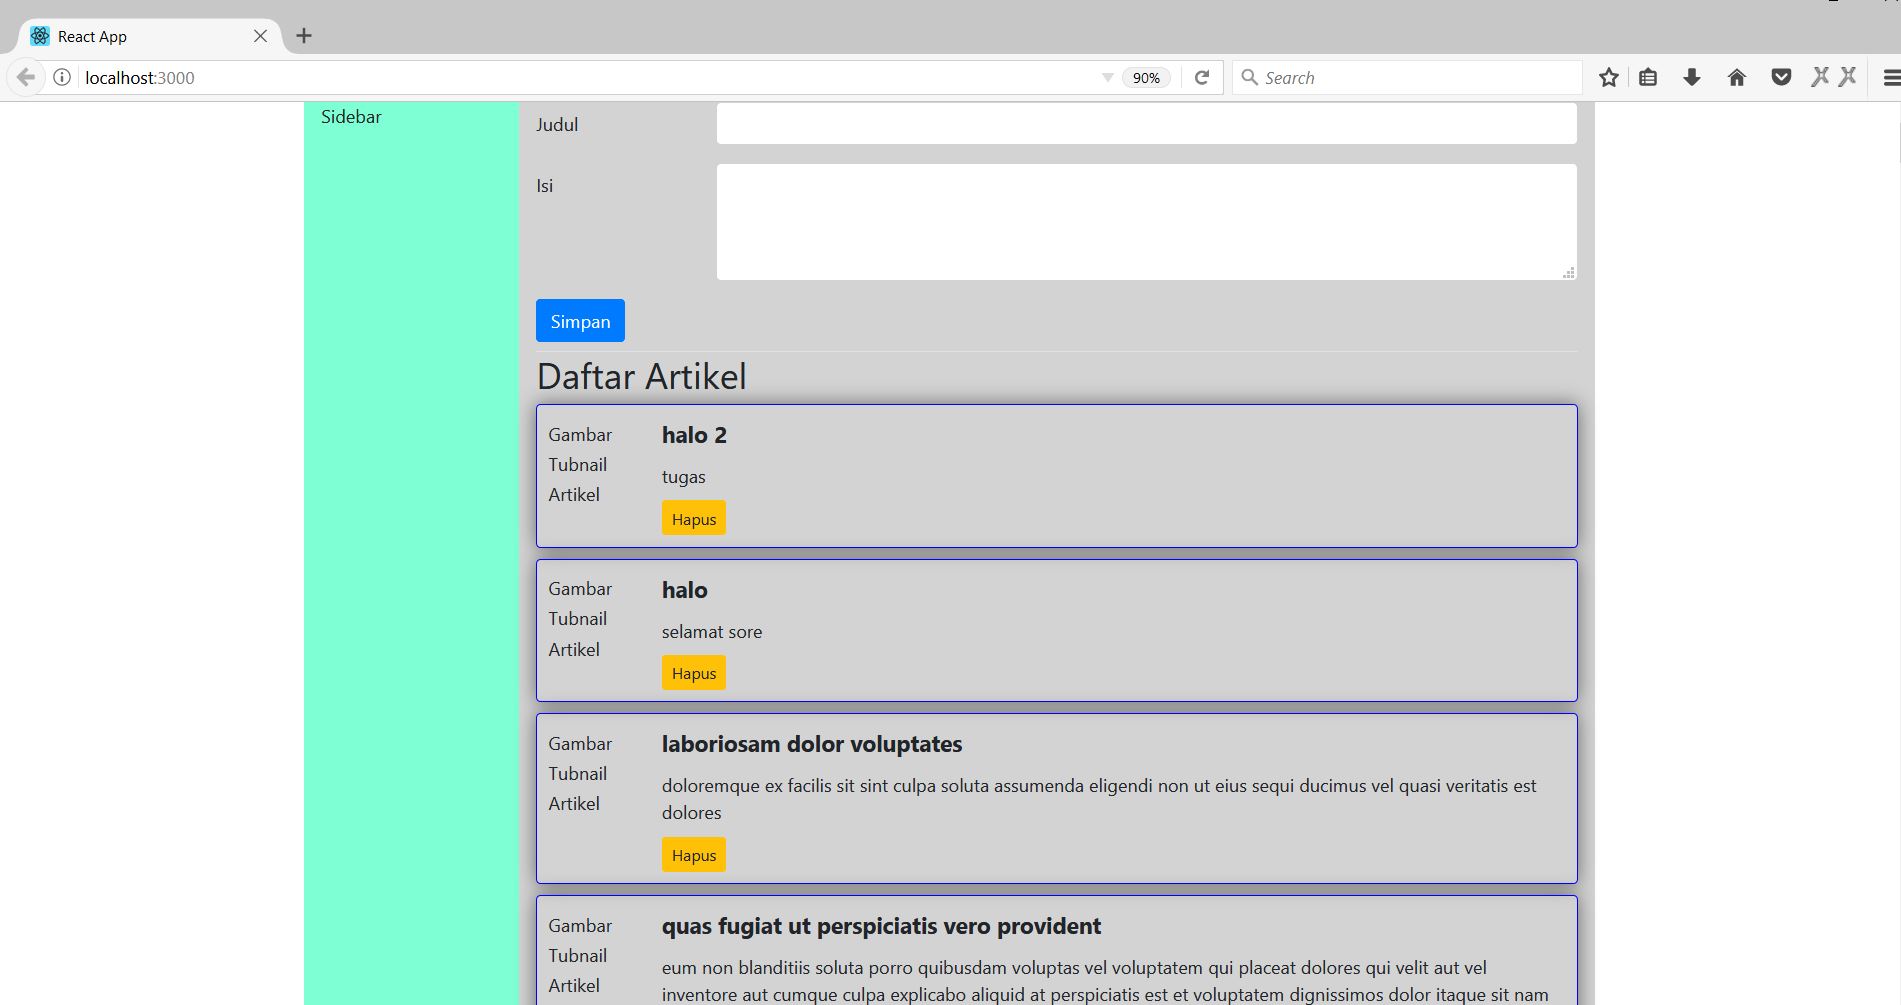 React App
localhost:3000
90%
Search
Sidebar
Judul
Isi
Simpan
Daftar Artikel
Gambar
Tubnail
Artikel
halo 2
tugas
Hapus
Gambar
Tubnail
Artikel
halo
selamat sore
Hapus
Gambar
Tubnail
Artikel
laboriosam dolor voluptates
doloremque ex facilis sit sint culpa soluta assumenda eligendi non ut eius sequi ducimus vel quasi veritatis est
dolores
Hapus
Gambar
Tubnail
Artikel
quas fugiat ut perspiciatis vero provident
eum non blanditiis soluta porro quibusdam voluptas vel voluptatem qui placeat dolores qui velit aut vel
inventore aut cumque culpa explicabo aliquid at perspiciatis est et voluptatem dignissimos dolor itaque sit nam